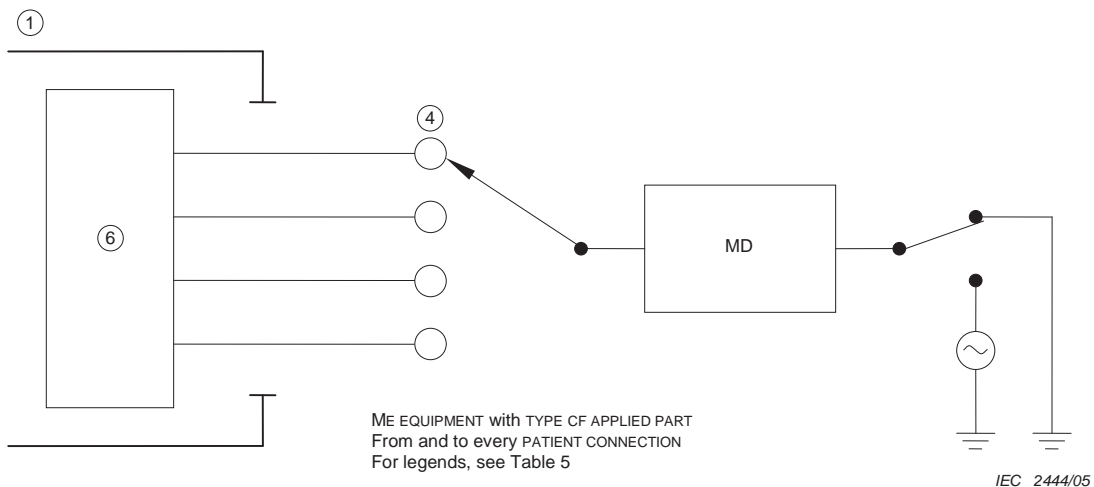 1
4
6
MD
ME EQUIPMENT with TYPE CF APPLIED PART
From and to every PATIENT CONNECTION
For legends, see Table 5
IEC 2444/05